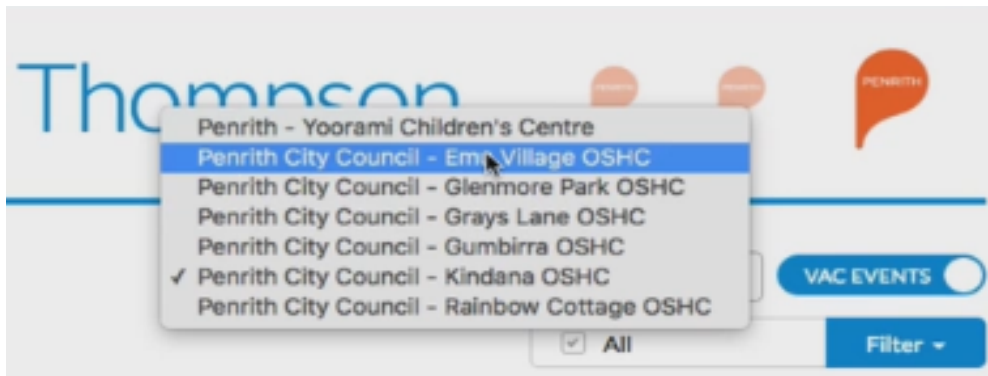 Thompson
PENRITH
Penrith - Yoorami Children's Centre
Penrith City Council - Emu Village OSHC
Penrith City Council - Glenmore Park OSHC
Penrith City Council - Grays Lane OSHC
Penrith City Council - Gumbirra OSHC
✓ Penrith City Council - Kindana OSHC
Penrith City Council - Rainbow Cottage OSHC
VAC EVENTS
All
Filter